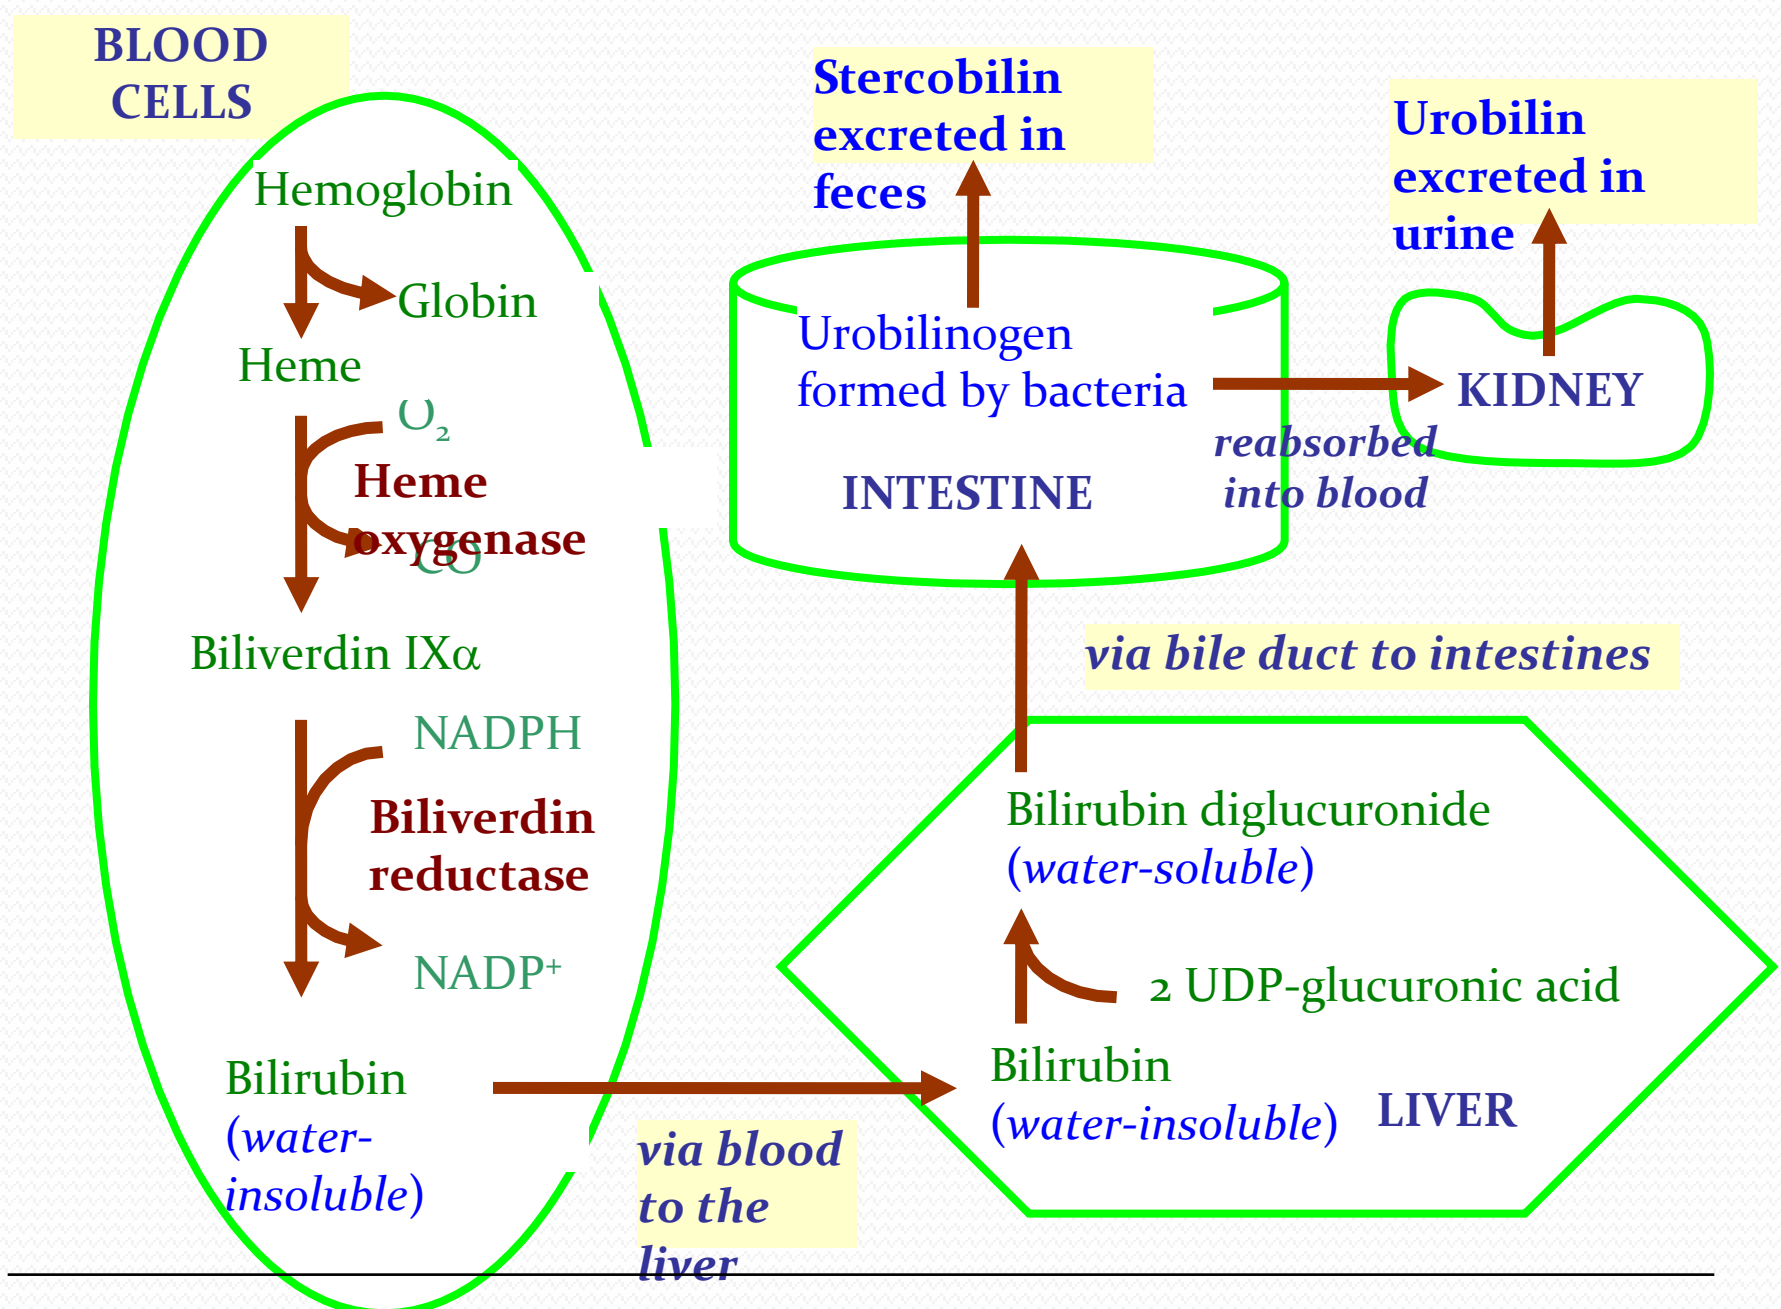 BLOOD
CELLS
Hemoglobin
Globin
Heme
O₂
Heme
oxygenase
CO
Biliverdin IXα
NADPH
Biliverdin
reductase
NADP⁺
Bilirubin
(water-
insoluble)
via blood
to the
liver
Stercobilin
excreted in
feces
Urobilin
excreted in
urine
Urobilinogen
formed by bacteria
INTESTINE
KIDNEY
reabsorbed
into blood
via bile duct to intestines
Bilirubin diglucuronide
(water-soluble)
2 UDP-glucuronic acid
Bilirubin
(water-insoluble)
LIVER